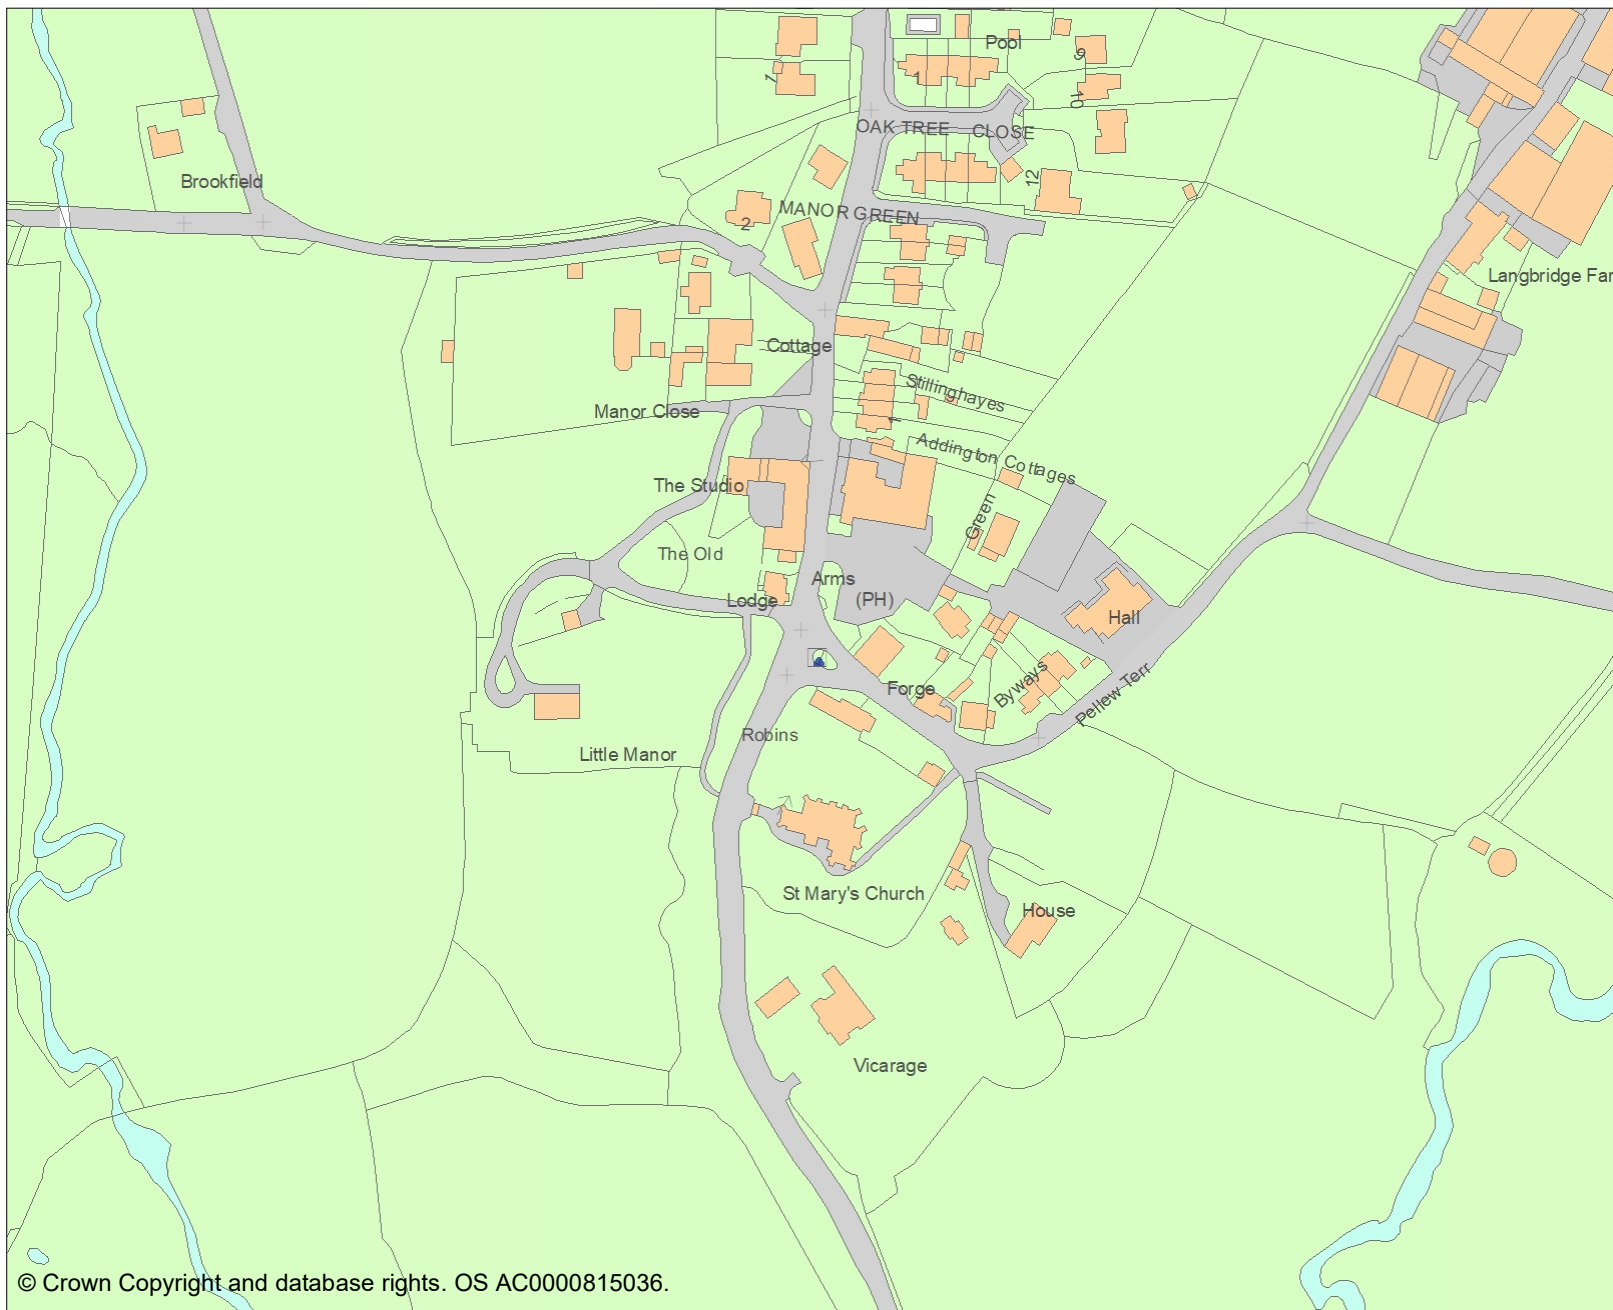 Pool
9
1
1
10
OAK TREE CLOSE
Brookfield
12
MANOR GREEN
2
Langbridge Far
Cottage
Stillinghayes
Manor Close
1
Addington Cottages
The Studio
Green
The Old
Arms
(PH)
Lodge
Hall
Forge
Byways
Pellew Terr
Robins
Little Manor
St Mary's Church
House
Vicarage
© Crown Copyright and database rights. OS AC0000815036.